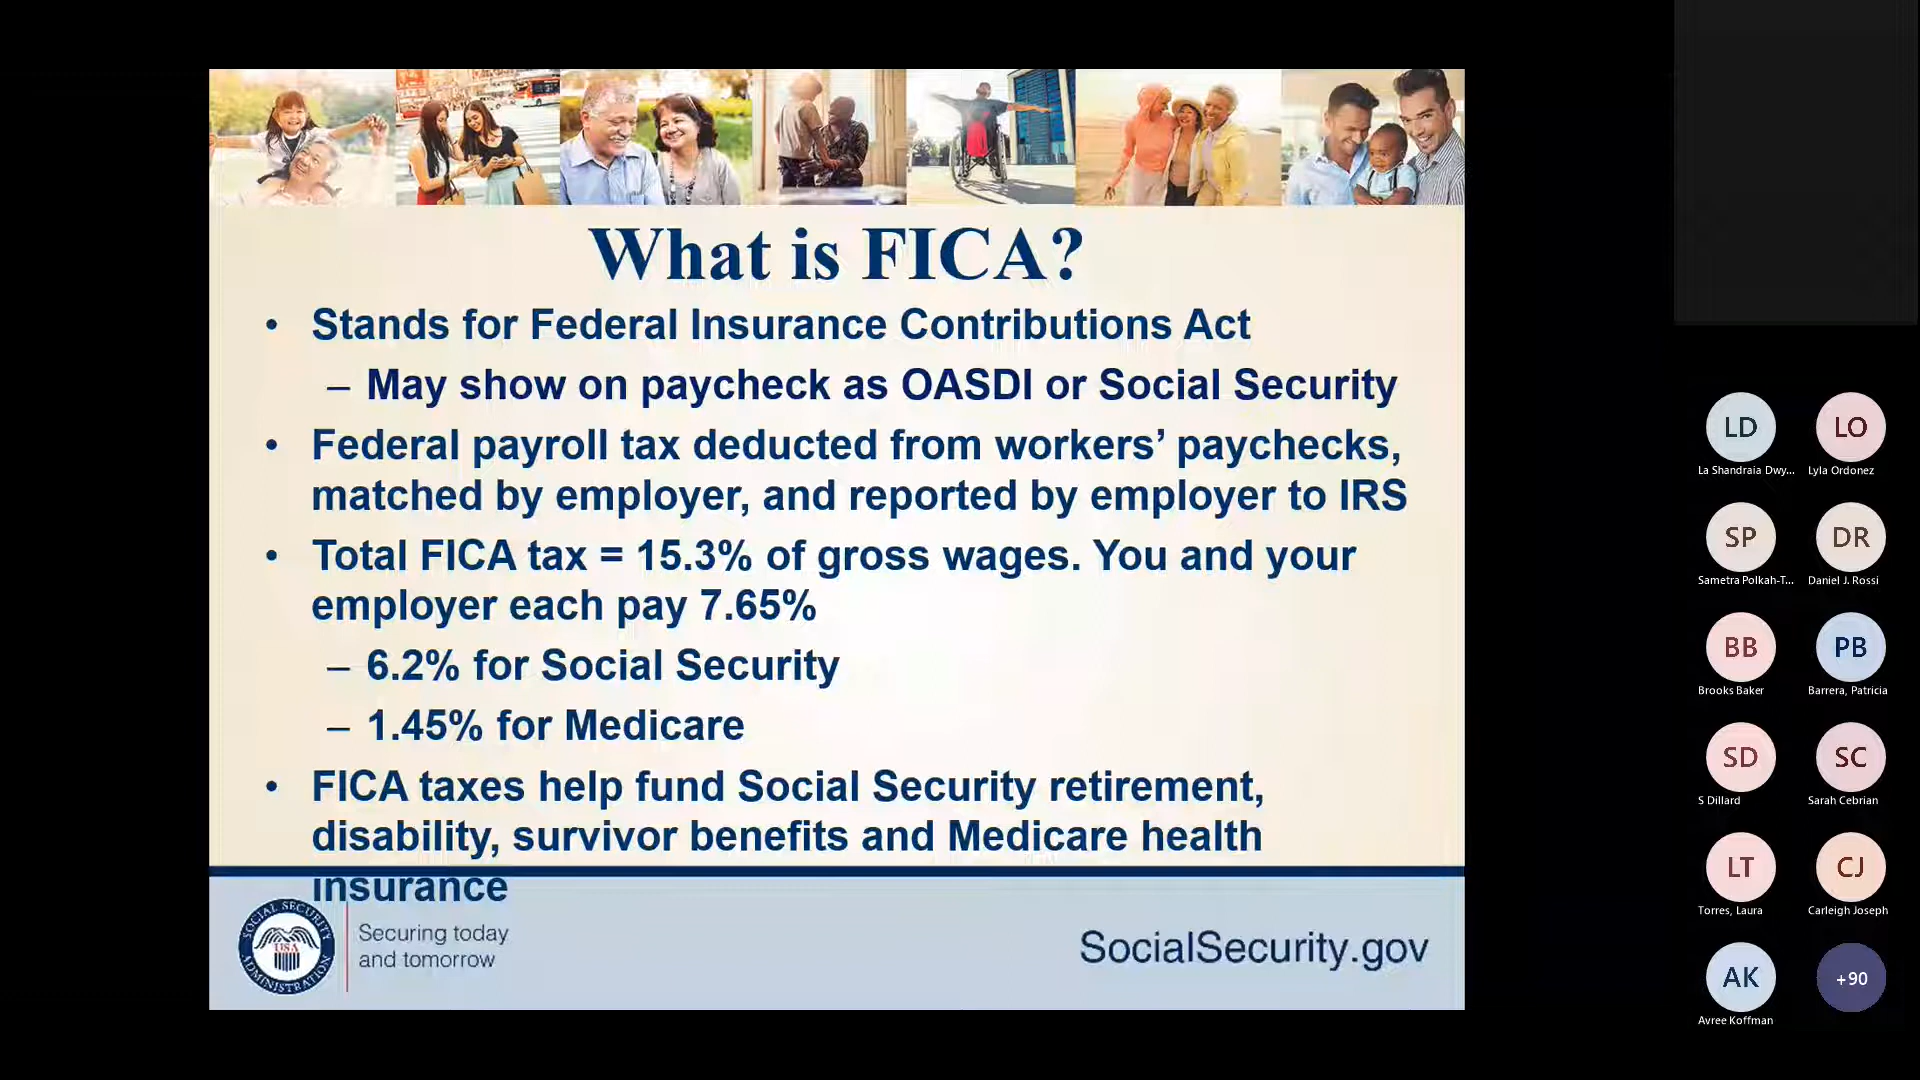 What is FICA?
• Stands for Federal Insurance Contributions Act
– May show on paycheck as OASDI or Social Security
• Federal payroll tax deducted from workers’ paychecks,
matched by employer, and reported by employer to IRS
• Total FICA tax = 15.3% of gross wages. You and your
employer each pay 7.65%
– 6.2% for Social Security
– 1.45% for Medicare
• FICA taxes help fund Social Security retirement,
disability, survivor benefits and Medicare health
insurance
SOCIAL SECURITY
USA
ADMINISTRATION
Securing today
and tomorrow
SocialSecurity.gov
LD
La Shandraia Dwy...
LO
Lyla Ordonez
SP
Sametra Polkah-T...
DR
Daniel J. Rossi
BB
Brooks Baker
PB
Barrera, Patricia
SD
S Dillard
SC
Sarah Cebrian
LT
Torres, Laura
CJ
Carleigh Joseph
AK
Avree Koffman
+90